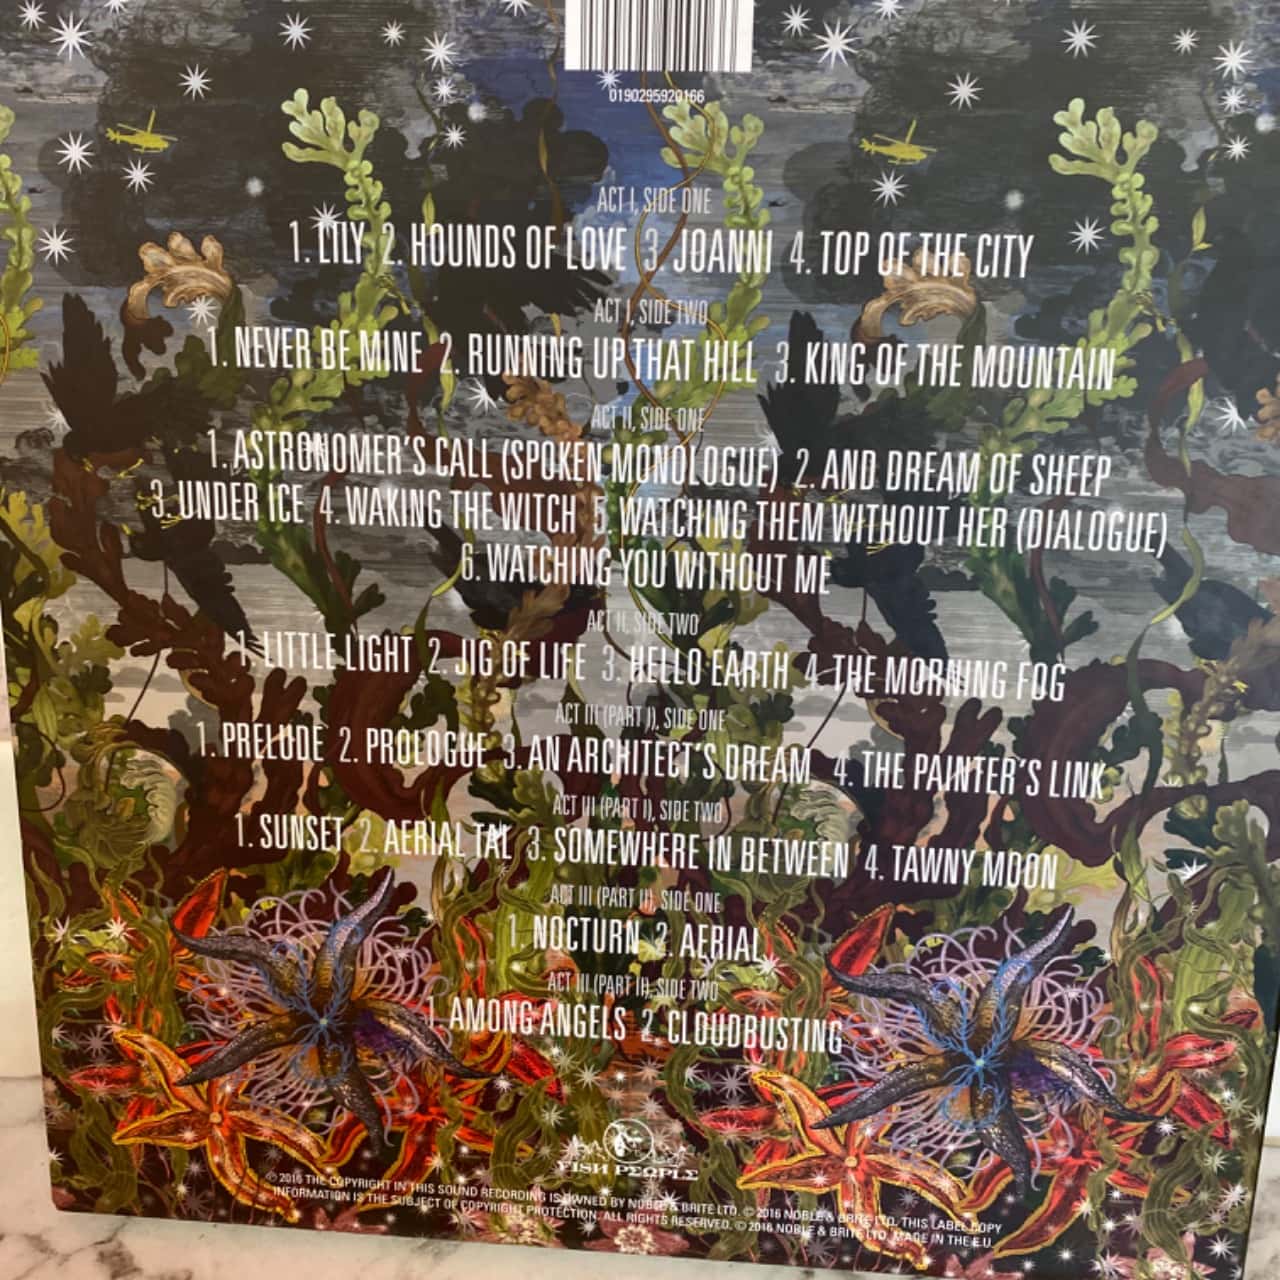 0190295920166
ACT I, SIDE ONE
1. LILY 2. HOUNDS OF LOVE 3. JOANNI 4. TOP OF THE CITY
ACT I, SIDE TWO
1. NEVER BE MINE 2. RUNNING UP THAT HILL 3. KING OF THE MOUNTAIN
ACT II, SIDE ONE
1. ASTRONOMER'S CALL (SPOKEN MONOLOGUE) 2. AND DREAM OF SHEEP
3. UNDER ICE 4. WAKING THE WITCH 5. WATCHING THEM WITHOUT HER (DIALOGUE)
6. WATCHING YOU WITHOUT ME
ACT II, SIDE TWO
1. LITTLE LIGHT 2. JIG OF LIFE 3. HELLO EARTH 4. THE MORNING FOG
ACT III (PART I), SIDE ONE
1. PRELUDE 2. PROLOGUE 3. AN ARCHITECT'S DREAM 4. THE PAINTER'S LINK
ACT III (PART I), SIDE TWO
1. SUNSET 2. AERIAL TAL 3. SOMEWHERE IN BETWEEN 4. TAWNY MOON
ACT III (PART II), SIDE ONE
1. NOCTURN 2. AERIAL
ACT III (PART II), SIDE TWO
1. AMONG ANGELS 2. CLOUDBUSTING
FISH PEOPLE
℗ 2016 THE COPYRIGHT IN THIS SOUND RECORDING IS OWNED BY NOBLE & BRITE LTD. © 2016 NOBLE & BRITE LTD. THIS LABEL COPY
INFORMATION IS THE SUBJECT OF COPYRIGHT PROTECTION. ALL RIGHTS RESERVED. © 2016 NOBLE & BRITE LTD. MADE IN THE E.U.